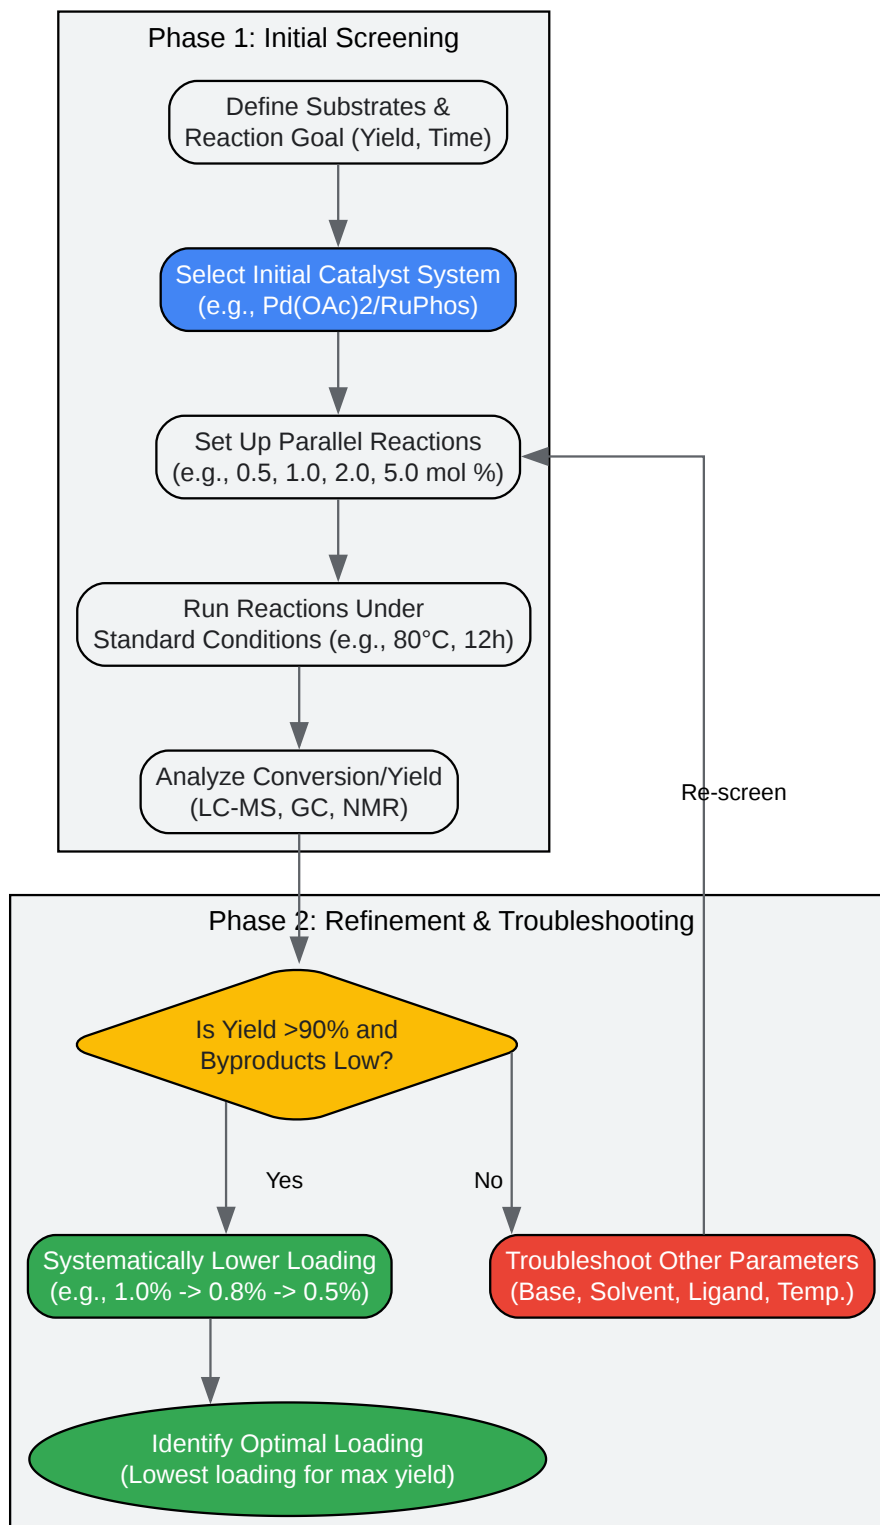 Phase 1: Initial Screening
Define Substrates &
Reaction Goal (Yield, Time)
Select Initial Catalyst System
(e.g., Pd(OAc)2/RuPhos)
Set Up Parallel Reactions
(e.g., 0.5, 1.0, 2.0, 5.0 mol %)
Run Reactions Under
Standard Conditions (e.g., 80°C, 12h)
Analyze Conversion/Yield
(LC-MS, GC, NMR)
Re-screen
Phase 2: Refinement & Troubleshooting
Is Yield >90% and
Byproducts Low?
Yes
No
Systematically Lower Loading
(e.g., 1.0% -> 0.8% -> 0.5%)
Troubleshoot Other Parameters
(Base, Solvent, Ligand, Temp.)
Identify Optimal Loading
(Lowest loading for max yield)